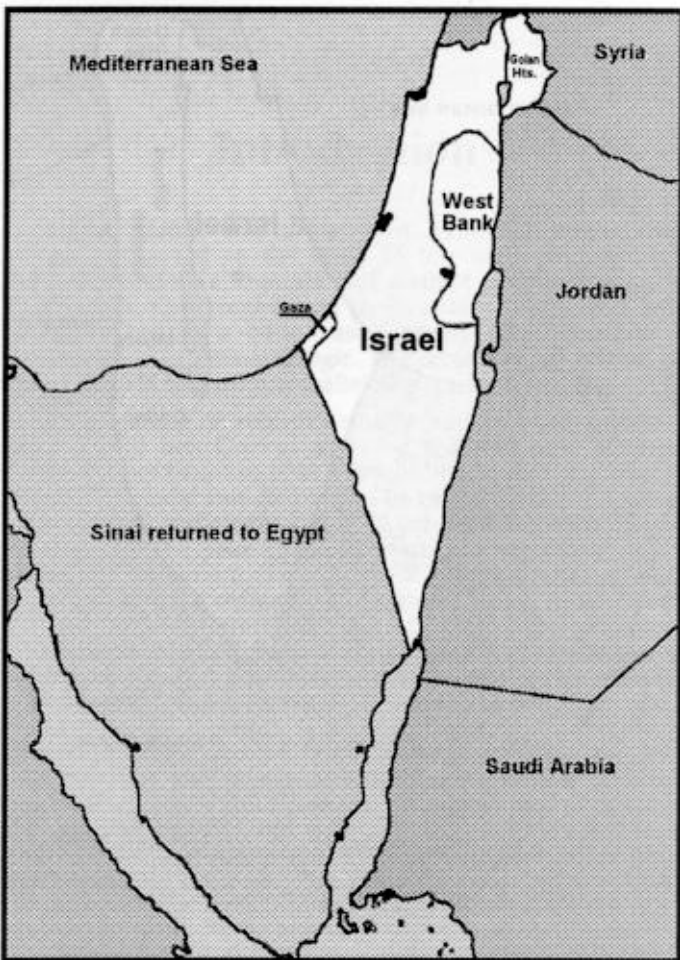 Mediterranean Sea
Golan
Hts.
Syria
West
Bank
Jordan
Gaza
Israel
Sinai returned to Egypt
Saudi Arabia